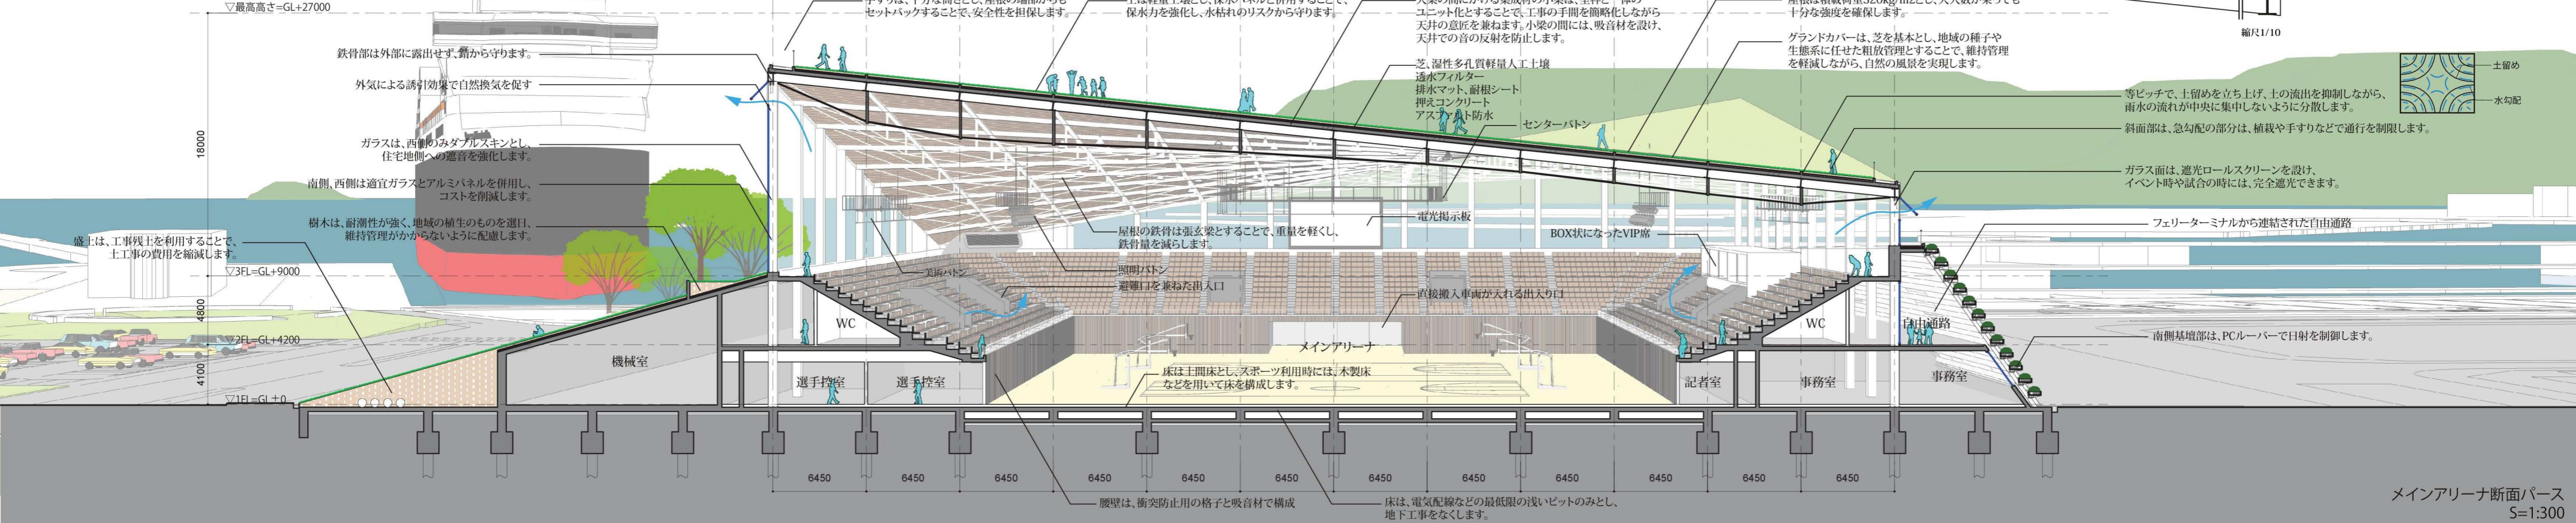 ▽最高高さ=GL+27000
セットバックすることで、安全性を担保します。
保水力を強化し、水枯れのリスクから守ります。
ユニット化とすることで、工事の手間を簡略化しながら
天井の意匠を兼ねます。小梁の間には、吸音材を設け、
天井での音の反射を防止します。
十分な強度を確保します。
グランドカバーは、芝を基本とし、地域の種子や
生態系に任せた粗放管理とすることで、維持管理
を軽減しながら、自然の風景を実現します。
縮尺1/10
土留め
水勾配
鉄骨部は外部に露出せず、錆から守ります。
外気による誘引効果で自然換気を促す
ガラスは、西側のみダブルスキンとし、
住宅地側への遮音を強化します。
南側、西側は適宜ガラスとアルミパネルを併用し、
コストを削減します。
樹木は、耐潮性が強く、地域の植生のものを選目、
維持管理がかからないように配慮します。
盛土は、工事残土を利用することで、
土工事の費用を縮減します。
芝、湿性多孔質軽量人工土壌
透水フィルター
排水マット、耐根シート
押えコンクリート
アスファルト防水
センターバトン
等ピッチで、土留めを立ち上げ、土の流出を抑制しながら、
雨水の流れが中央に集中しないように分散します。
斜面部は、急勾配の部分は、植栽や手すりなどで通行を制限します。
ガラス面は、遮光ロールスクリーンを設け、
イベント時や試合の時には、完全遮光できます。
フェリーターミナルから連結された自由通路
南側基壇部は、PCルーバーで日射を制御します。
電光掲示板
BOX状になったVIP席
屋根の鉄骨は張弦梁とすることで、重量を軽くし、
鉄骨量を減らします。
美術バトン
照明バトン
避難口を兼ねた出入口
直接搬入車両が入れる出入り口
18000
▽3FL=GL+9000
4800
▽2FL=GL+4200
4100
▽1FL=GL±0
WC
WC
自由通路
機械室
メインアリーナ
選手控室
選手控室
床は土間床とし、スポーツ利用時には、木製床
などを用いて床を構成します。
記者室
事務室
事務室
6450
6450
6450
6450
6450
6450
6450
6450
6450
6450
6450
6450
腰壁は、衝突防止用の格子と吸音材で構成
床は、電気配線などの最低限の浅いピットのみとし、
地下工事をなくします。
メインアリーナ断面パース
S=1:300